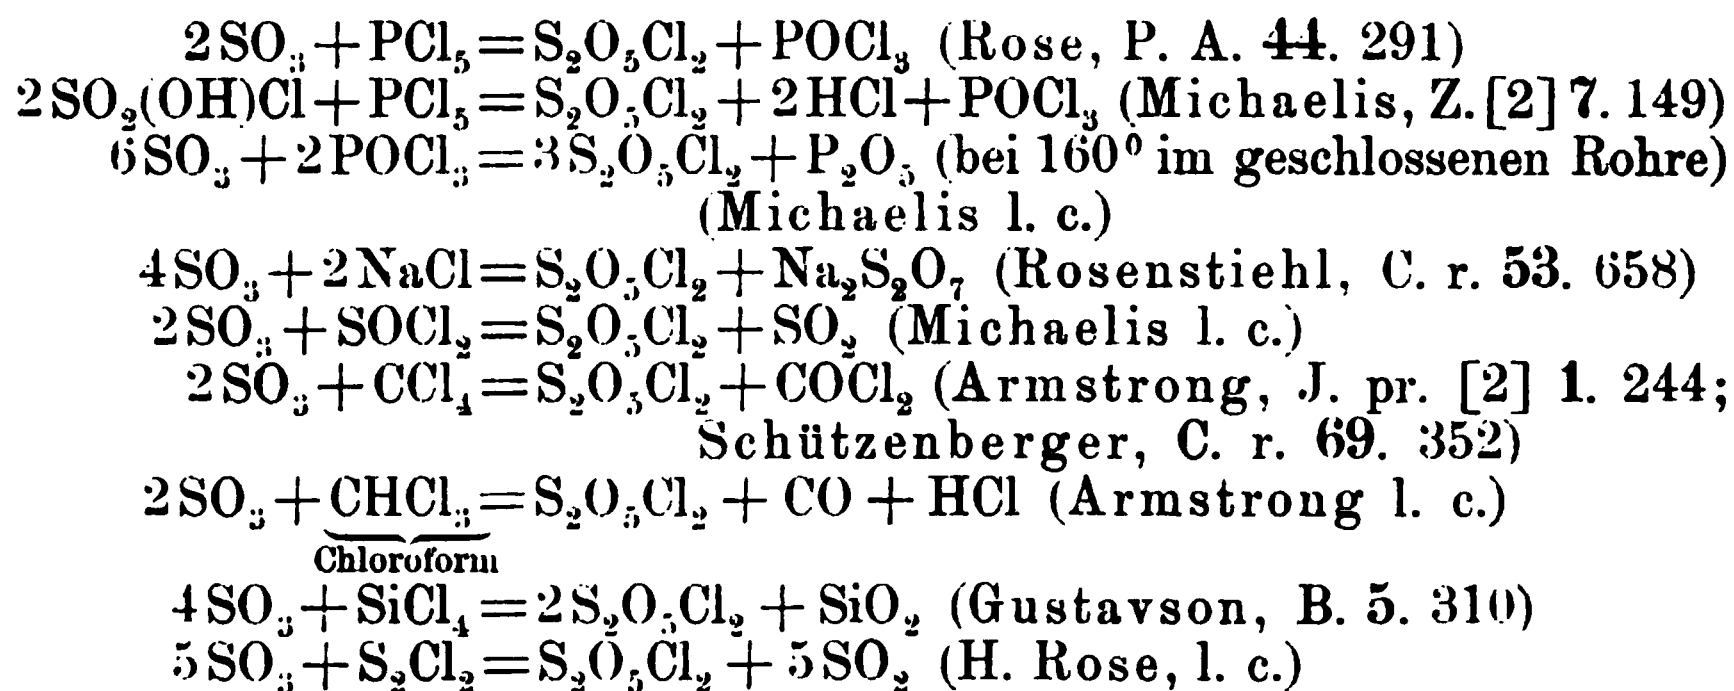 2SO₃+PCl₅=S₂O₅Cl₂+POCl₃ (Rose, P. A. 44. 291)
2SO₂(OH)Cl+PCl₅=S₂O₅Cl₂+2HCl+POCl₃ (Michaelis, Z.[2] 7. 149)
6SO₃+2POCl₃=3S₂O₅Cl₂+P₂O₅ (bei 160⁰ im geschlossenen Rohre)
(Michaelis l. c.)
4SO₃+2NaCl=S₂O₅Cl₂+Na₂S₂O₇ (Rosenstiehl, C. r. 53. 658)
2SO₃+SOCl₂=S₂O₅Cl₂+SO₂ (Michaelis l. c.)
2SO₃+CCl₄=S₂O₅Cl₂+COCl₂ (Armstrong, J. pr. [2] 1. 244;
Schützenberger, C. r. 69. 352)
2SO₃+CHCl₃=S₂O₅Cl₂+CO+HCl (Armstrong l. c.)
Chloroform
4SO₃+SiCl₄=2S₂O₅Cl₂+SiO₂ (Gustavson, B. 5. 310)
5SO₃+S₂Cl₂=S₂O₅Cl₂+5SO₂ (H. Rose, l. c.)